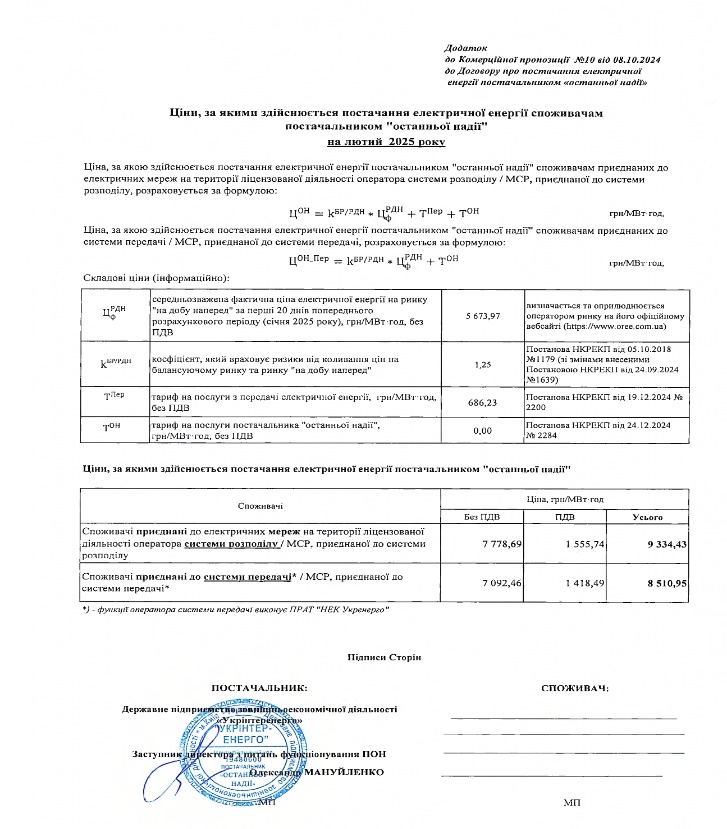 Додаток
до Комерційної пропозиції №10 від 08.10.2024
до Договору про постачання електричної
енергії постачальником «останньої надії»
Ціни, за якими здійснюється постачання електричної енергії споживачам
постачальником "останньої надії"
на лютий 2025 року
Ціна, за якою здійснюється постачання електричної енергії постачальником "останньої надії" споживачам приєднаних до
електричних мереж на території ліцензованої діяльності оператора системи розподілу / МСР, приєднаної до системи
розподілу, розраховується за формулою:
Ц^ОН = k^БР/РДН * Ц_ф^РДН + Т^Пер + Т^ОН грн/МВт·год,
Ціна, за якою здійснюється постачання електричної енергії постачальником "останньої надії" споживачам приєднаних до
системи передачі / МСР, приєднаної до системи передачі, розраховується за формулою:
Ц^ОН_Пер = k^БР/РДН * Ц_ф^РДН + Т^ОН грн/МВт·год,
Складові ціни (інформаційно):
Ц_ф^РДН
середньозважена фактична ціна електричної енергії на ринку
"на добу наперед" за перші 20 днів попереднього
розрахункового періоду (січня 2025 року), грн/МВт·год, без
ПДВ
5 673,97
визначається та оприлюднюється
оператором ринку на його офіційному
вебсайті (https://www.oree.com.ua)
k^БР/РДН
коефіцієнт, який враховує ризики від коливання цін на
балансуючому ринку та ринку "на добу наперед"
1,25
Постанова НКРЕКП від 05.10.2018
№1179 (зі змінами внесеними
Постановою НКРЕКП від 24.09.2024
№1639)
Т^Пер
тариф на послуги з передачі електричної енергії, грн/МВт·год,
без ПДВ
686,23
Постанова НКРЕКП від 19.12.2024 №
2200
Т^ОН
тариф на послуги постачальника "останньої надії",
грн/МВт·год, без ПДВ
0,00
Постанова НКРЕКП від 24.12.2024
№ 2284
Ціни, за якими здійснюється постачання електричної енергії постачальником "останньої надії"
Споживачі
Ціна, грн/МВт·год
Без ПДВ ПДВ Усього
Споживачі приєднані до електричних мереж на території ліцензованої
діяльності оператора системи розподілу / МСР, приєднаної до системи
розподілу
7 778,69 1 555,74 9 334,43
Споживачі приєднані до системи передачі* / МСР, приєднаної до
системи передачі*
7 092,46 1 418,49 8 510,95
*) - функції оператора системи передачі виконує ПРАТ "НЕК Укренерго"
Підписи Сторін
ПОСТАЧАЛЬНИК: СПОЖИВАЧ:
Державне підприємство зовнішньоекономічної діяльності
«Укрінтеренерго»
"УКРІНТЕР-
ЕНЕРГО"
Заступник директора з питань функціонування ПОН
19480600
ПОСТАЧАЛЬНИК
"ОСТАННЬОЇ
НАДІЇ"
Олександр МАНУЙЛЕНКО
МП МП